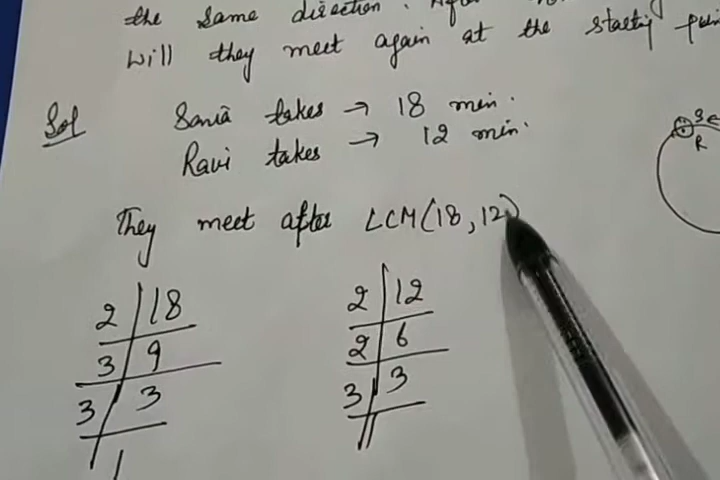 the same direction.
will they meet again at the
Sol
Sonia takes → 18 min.
Ravi takes → 12 min.
R
They meet after LCM(18,12)
2 18
3 9
3 3
1
2 12
2 6
3 3
1